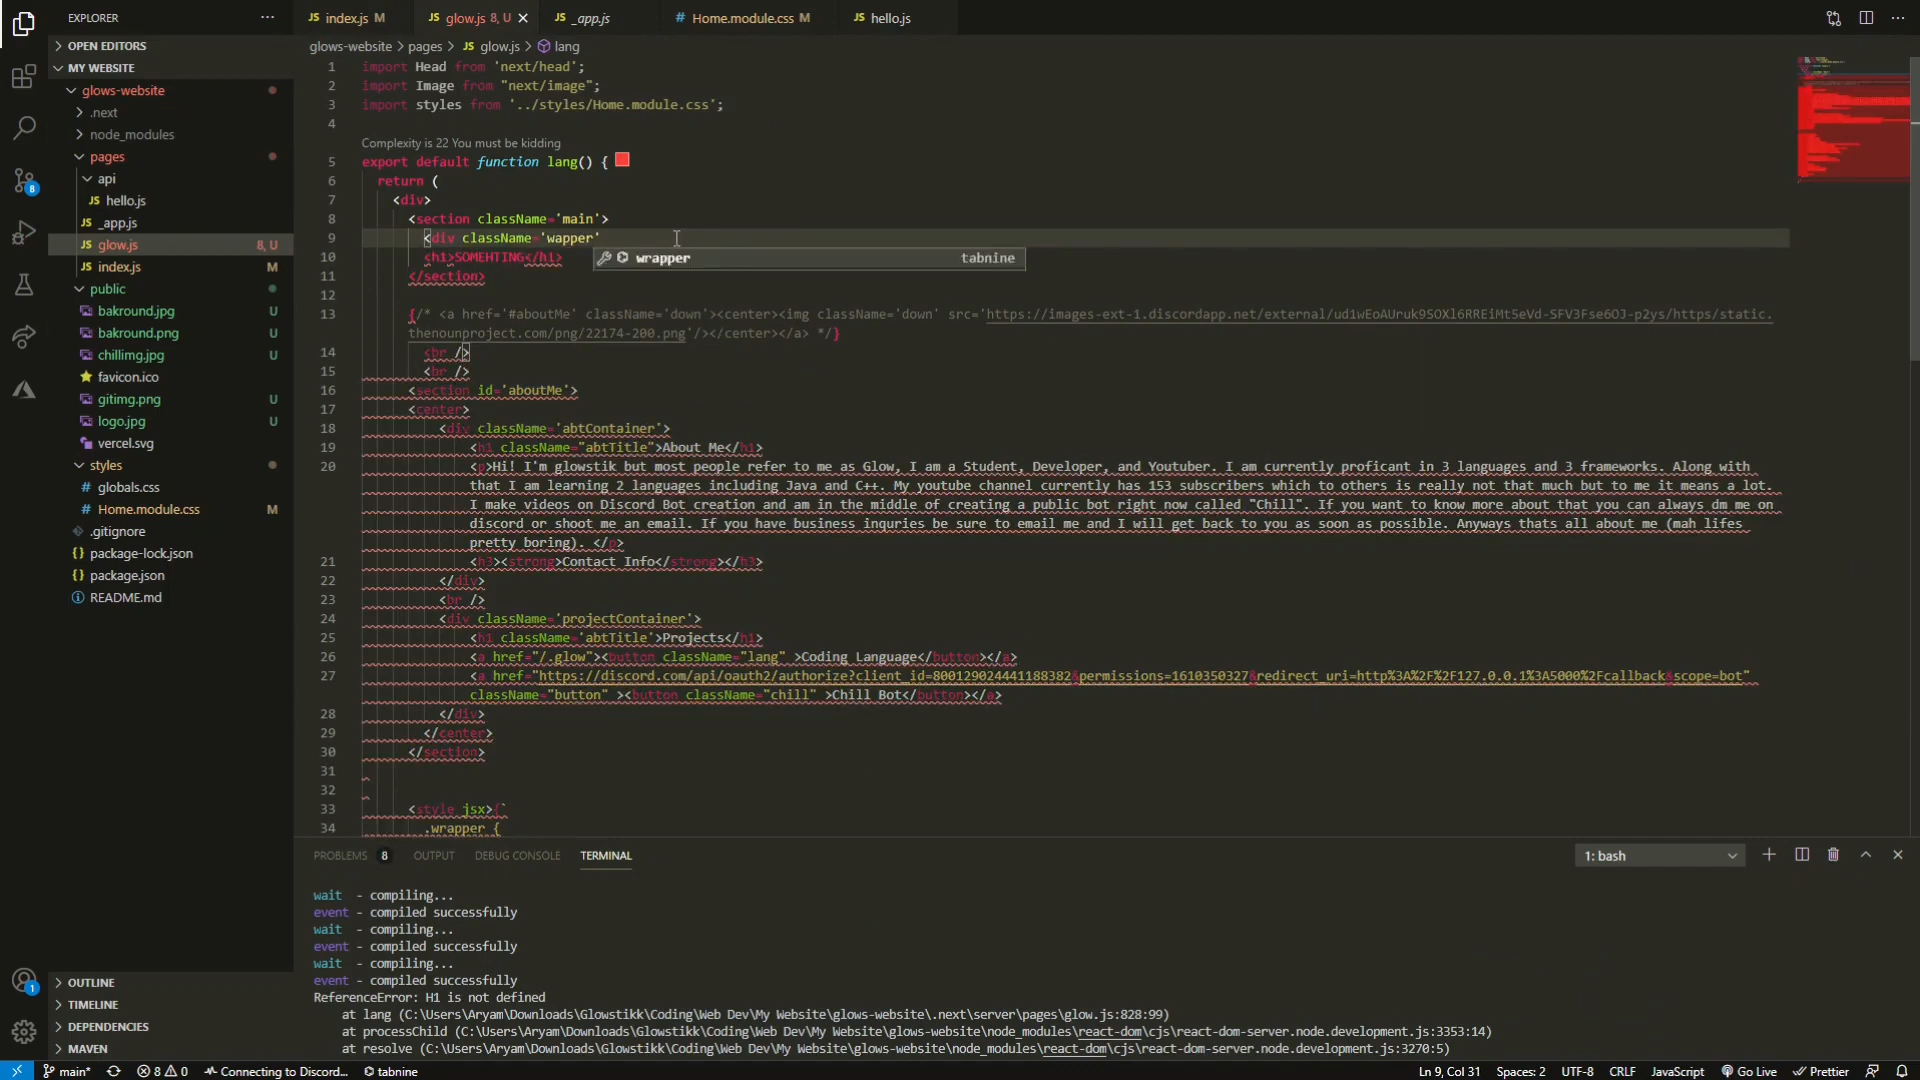 EXPLORER
OPEN EDITORS
MY WEBSITE
glows-website
.next
node_modules
pages
api
JS hello.js
JS _app.js
JS glow.js 8, U
JS index.js M
public
bakround.jpg U
bakround.png U
chillimg.jpg U
favicon.ico
gitimg.png U
logo.jpg U
vercel.svg
styles
# globals.css
# Home.module.css M
.gitignore
{} package-lock.json
{} package.json
README.md
OUTLINE
TIMELINE
DEPENDENCIES
MAVEN
8
1
JS index.js M JS glow.js 8, U JS _app.js # Home.module.css M JS hello.js
glows-website > pages > JS glow.js > lang
1 import Head from 'next/head';
2 import Image from "next/image";
3 import styles from '../styles/Home.module.css';
4
Complexity is 22 You must be kidding
5 export default function lang() {
6 return (
7 <div>
8 <section className='main'>
9 <div className='wapper'
10 <h1>SOMEHTING</h1>
wrapper tabnine
11 </section>
12
13 {/* <a href='#aboutMe' className='down'><center><img className='down' src='https://images-ext-1.discordapp.net/external/ud1wEoAUruk9SOXl6RREiMt5eVd-SFV3Fse6OJ-p2ys/https/static.
thenounproject.com/png/22174-200.png'/></center></a> */}
14 <br />
15 <br />
16 <section id='aboutMe'>
17 <center>
18 <div className='abtContainer'>
19 <h1 className="abtTitle">About Me</h1>
20 <p>Hi! I'm glowstik but most people refer to me as Glow, I am a Student, Developer, and Youtuber. I am currently proficant in 3 languages and 3 frameworks. Along with
that I am learning 2 languages including Java and C++. My youtube channel currently has 153 subscribers which to others is really not that much but to me it means a lot.
I make videos on Discord Bot creation and am in the middle of creating a public bot right now called "Chill". If you want to know more about that you can always dm me on
discord or shoot me an email. If you have business inquries be sure to email me and I will get back to you as soon as possible. Anyways thats all about me (mah lifes
pretty boring). </p>
21 <h3><strong>Contact Info</strong></h3>
22 </div>
23 <br />
24 <div className='projectContainer'>
25 <h1 className='abtTitle'>Projects</h1>
26 <a href="/.glow"><button className="lang" >Coding Language</button></a>
27 <a href="https://discord.com/api/oauth2/authorize?client_id=800129024441188382&permissions=1610350327&redirect_uri=http%3A%2F%2F127.0.0.1%3A5000%2Fcallback&scope=bot"
className="button" ><button className="chill" >Chill Bot</button></a>
28 </div>
29 </center>
30 </section>
31
32
33 <style jsx>{`
34 .wrapper {
PROBLEMS 8 OUTPUT DEBUG CONSOLE TERMINAL 1: bash
wait - compiling...
event - compiled successfully
wait - compiling...
event - compiled successfully
wait - compiling...
event - compiled successfully
ReferenceError: H1 is not defined
at lang (C:\Users\Aryam\Downloads\Glowstikk\Coding\Web Dev\My Website\glows-website\.next\server\pages\glow.js:828:99)
at processChild (C:\Users\Aryam\Downloads\Glowstikk\Coding\Web Dev\My Website\glows-website\node_modules\react-dom\cjs\react-dom-server.node.development.js:3353:14)
at resolve (C:\Users\Aryam\Downloads\Glowstikk\Coding\Web Dev\My Website\glows-website\node_modules\react-dom\cjs\react-dom-server.node.development.js:3270:5)
main* 8 0 Connecting to Discord... tabnine Ln 9, Col 31 Spaces: 2 UTF-8 CRLF JavaScript Go Live Prettier